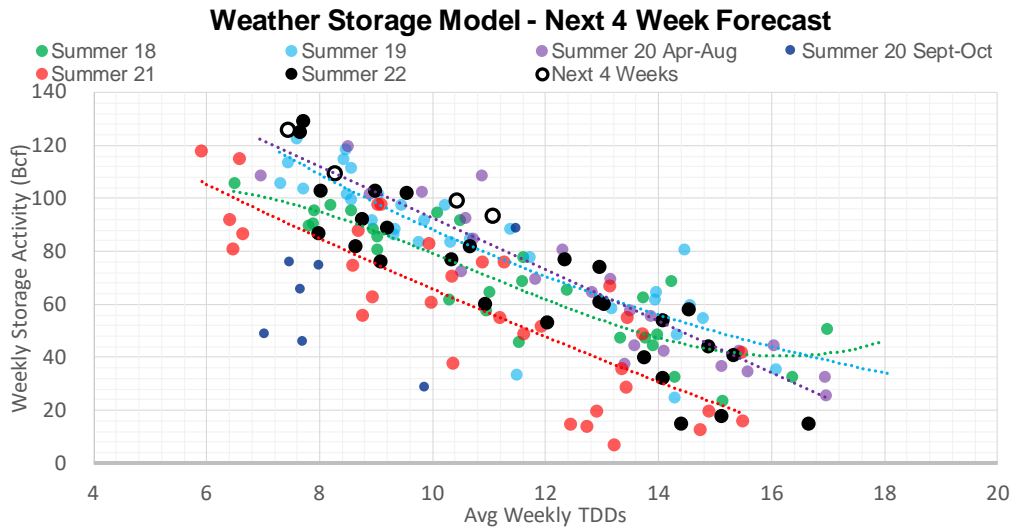 Weather Storage Model - Next 4 Week Forecast
Summer 18
Summer 19
Summer 20 Apr-Aug
Summer 20 Sept-Oct
Summer 21
Summer 22
Next 4 Weeks
Weekly Storage Activity (Bcf)
140
120
100
80
60
40
20
0
4
6
8
10
12
14
16
18
20
Avg Weekly TDDs